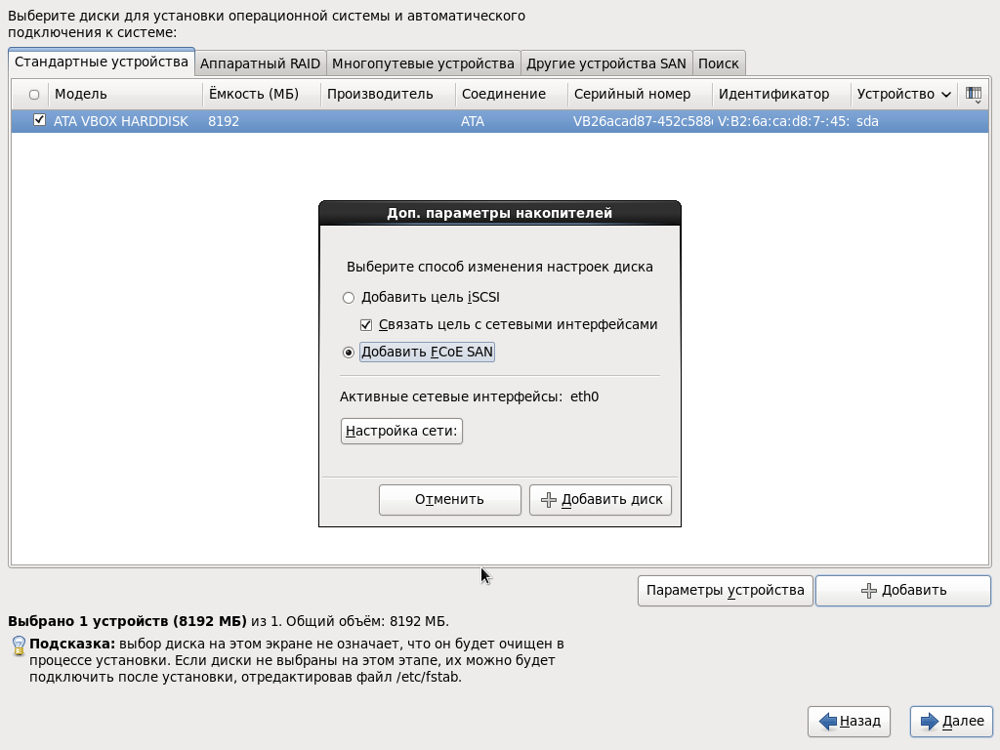 Выберите диски для установки операционной системы и автоматического
подключения к системе:
Стандартные устройства Аппаратный RAID Многопутевые устройства Другие устройства SAN Поиск
Модель Ёмкость (МБ) Производитель Соединение Серийный номер Идентификатор Устройство
ATA VBOX HARDDISK 8192 ATA VB26acad87-452c588 V:B2:6a:ca:d8:7-:45: sda
Доп. параметры накопителей
Выберите способ изменения настроек диска
Добавить цель iSCSI
Связать цель с сетевыми интерфейсами
Добавить FCoE SAN
Активные сетевые интерфейсы: eth0
Настройка сети:
Отменить Добавить диск
Параметры устройства Добавить
Выбрано 1 устройств (8192 МБ) из 1. Общий объём: 8192 МБ.
Подсказка: выбор диска на этом экране не означает, что он будет очищен в
процессе установки. Если диски не выбраны на этом этапе, их можно будет
подключить после установки, отредактировав файл /etc/fstab.
Назад Далее